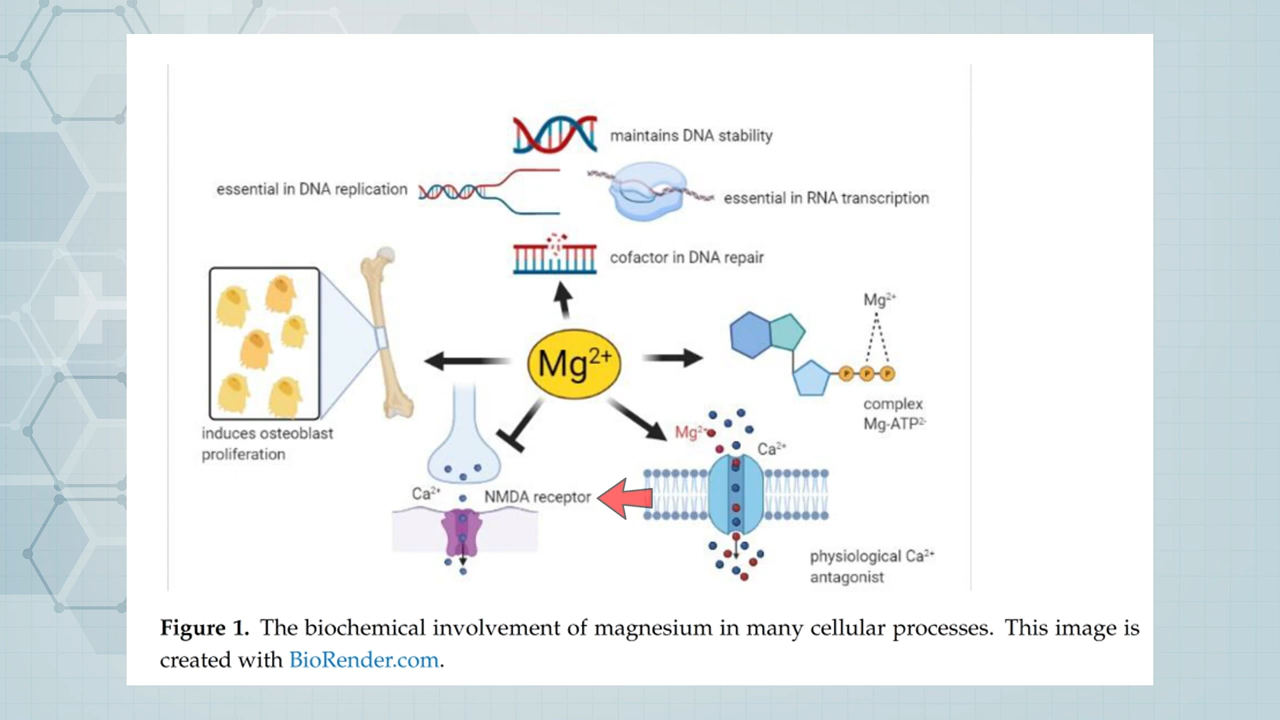 maintains DNA stability
essential in DNA replication
essential in RNA transcription
cofactor in DNA repair
Mg²⁺
Mg²⁺
P P P
complex
Mg-ATP²⁻
induces osteoblast
proliferation
Mg²⁺
Ca²⁺
Ca²⁺
NMDA receptor
physiological Ca²⁺
antagonist
Figure 1. The biochemical involvement of magnesium in many cellular processes. This image is
created with BioRender.com.